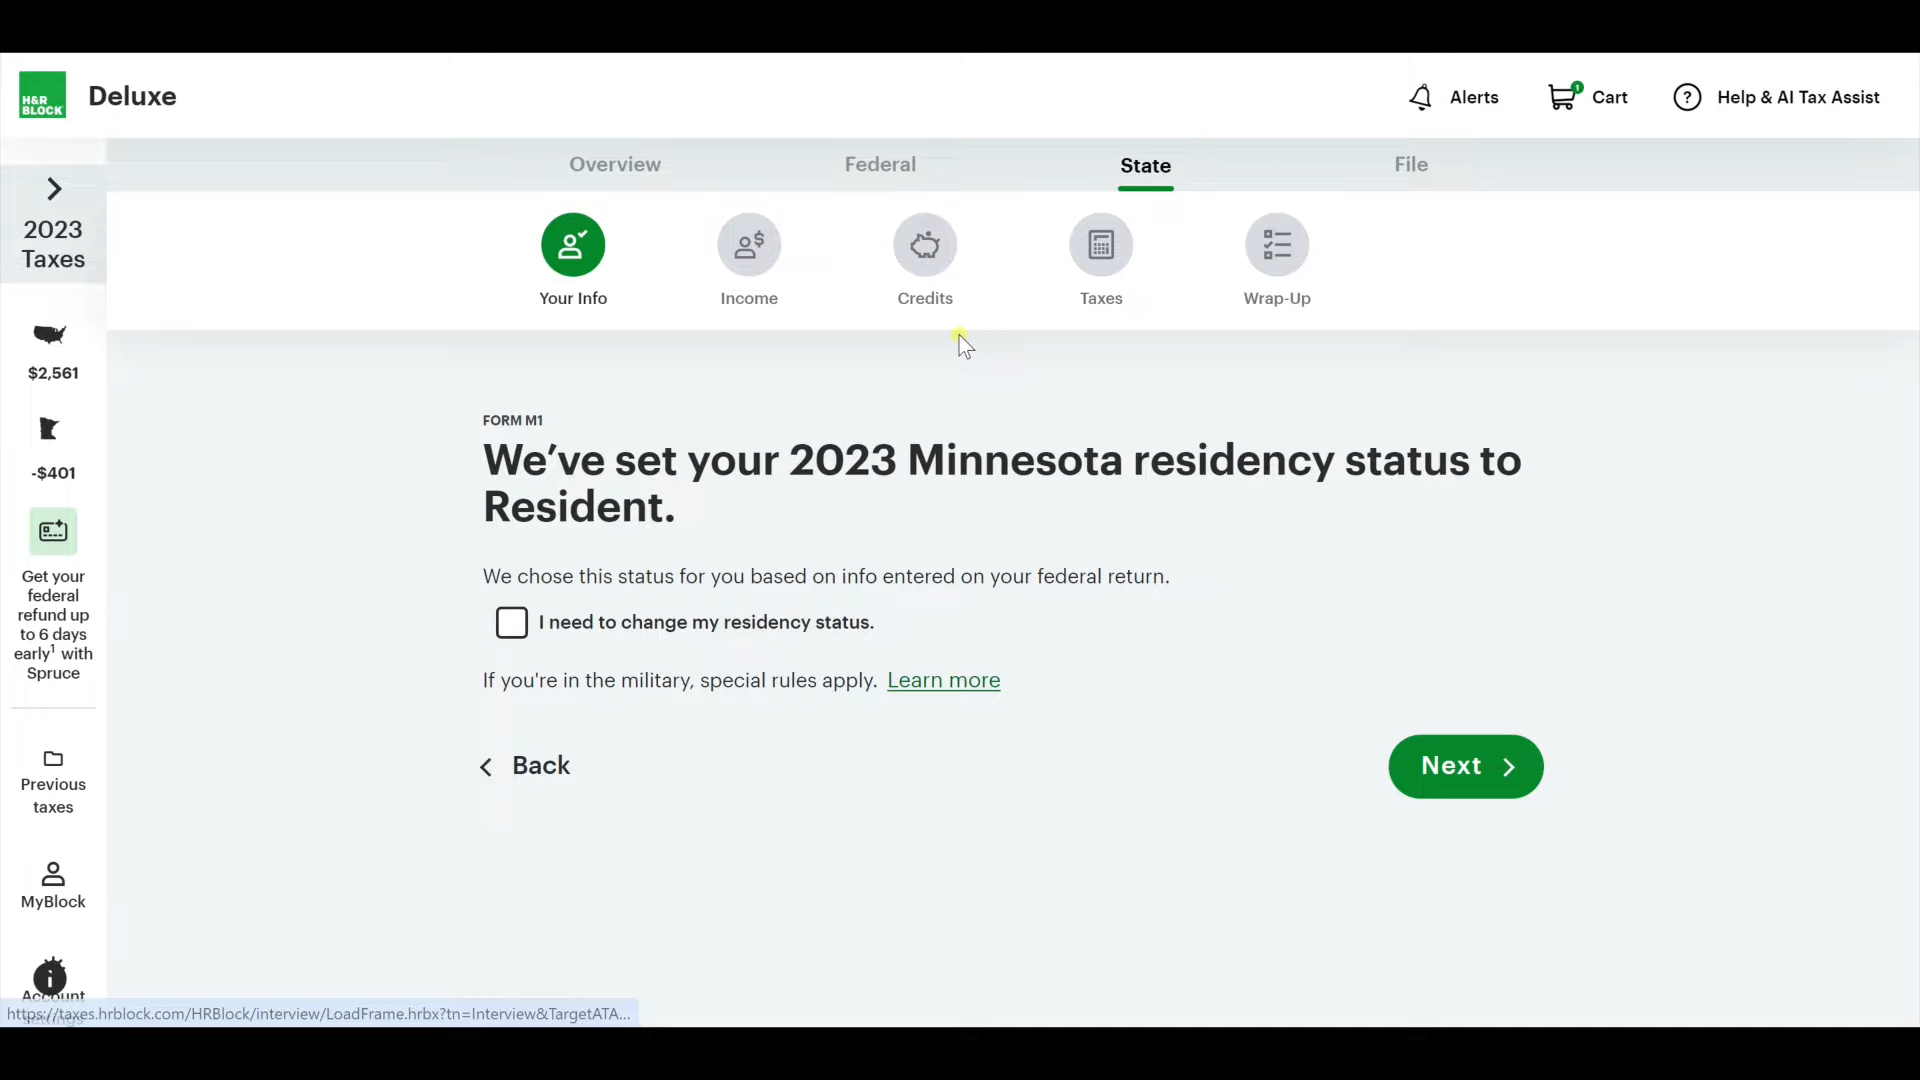 H&R
BLOCK
Deluxe
Alerts
1
Cart
? Help & AI Tax Assist
Overview
Federal
State
File
2023
Taxes
Your Info
Income
Credits
Taxes
Wrap-Up
$2,561
-$401
Get your
federal
refund up
to 6 days
early1 with
Spruce
Previous
taxes
MyBlock
Account
settings
FORM M1
We’ve set your 2023 Minnesota residency status to
Resident.
We chose this status for you based on info entered on your federal return.
I need to change my residency status.
If you're in the military, special rules apply. Learn more
Back
Next
https://taxes.hrblock.com/HRBlock/interview/LoadFrame.hrbx?tn=Interview&TargetATA...